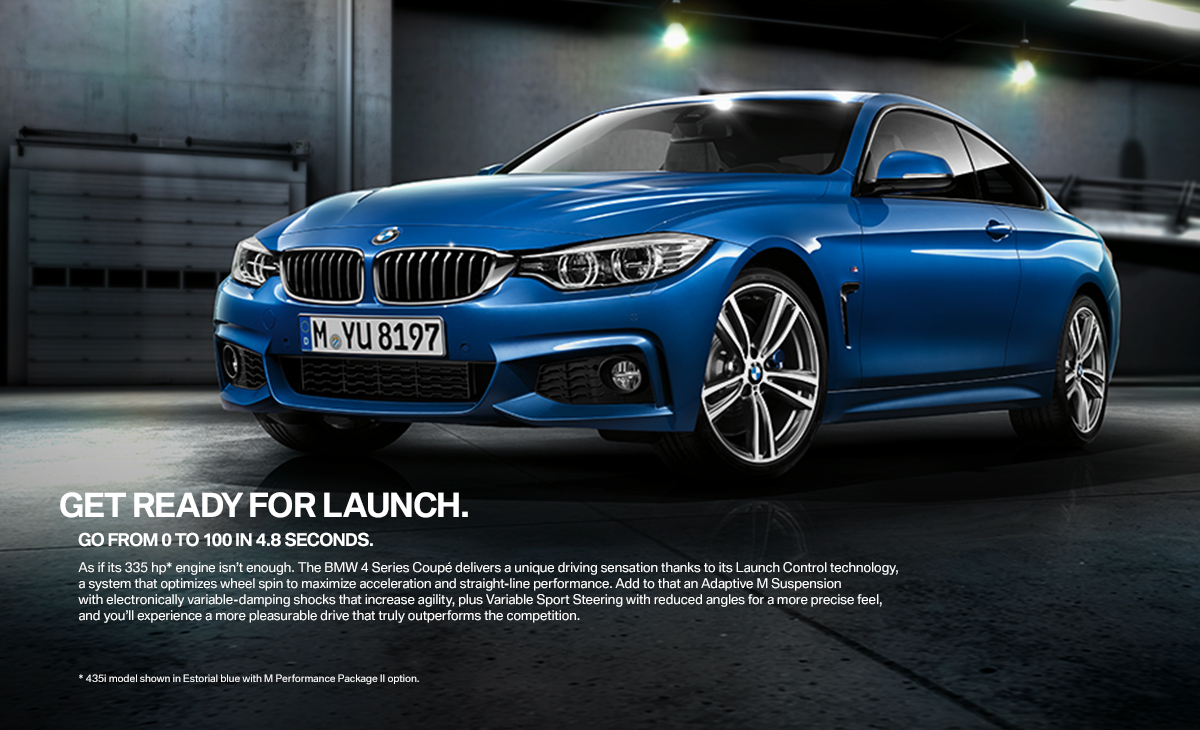 M YU 8197
GET READY FOR LAUNCH.
GO FROM 0 TO 100 IN 4.8 SECONDS.
As if its 335 hp* engine isn't enough. The BMW 4 Series Coupé delivers a unique driving sensation thanks to its Launch Control technology,
a system that optimizes wheel spin to maximize acceleration and straight-line performance. Add to that an Adaptive M Suspension
with electronically variable-damping shocks that increase agility, plus Variable Sport Steering with reduced angles for a more precise feel,
and you'll experience a more pleasurable drive that truly outperforms the competition.
* 435i model shown in Estorial blue with M Performance Package II option.